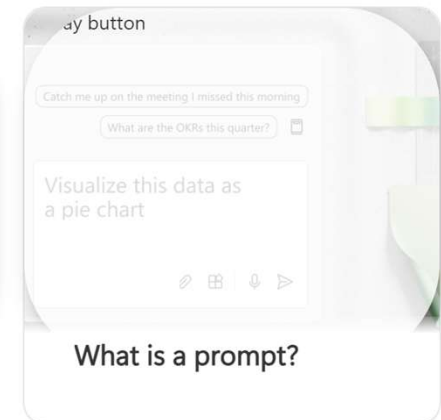 ay button
Catch me up on the meeting I missed this morning
What are the OKRs this quarter?
Visualize this data as
a pie chart
What is a prompt?